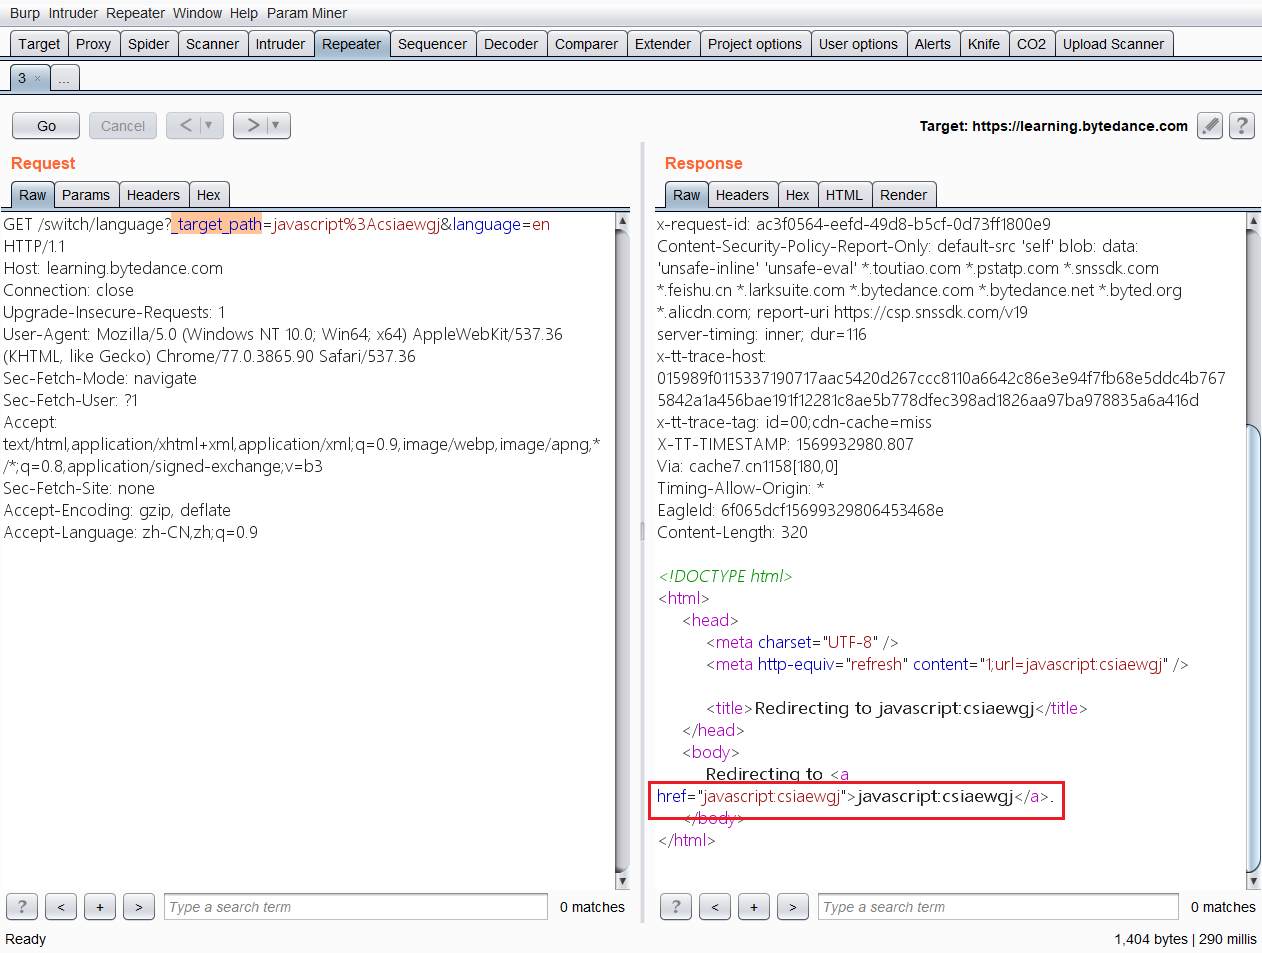 Burp Intruder Repeater Window Help Param Miner
Target Proxy Spider Scanner Intruder Repeater Sequencer Decoder Comparer Extender Project options User options Alerts Knife CO2 Upload Scanner
3 × ...
Go Cancel < ▼ > ▼ Target: https://learning.bytedance.com ?
Request
Raw Params Headers Hex
GET /switch/language?_target_path=javascript%3Acsiaewgj&language=en
HTTP/1.1
Host: learning.bytedance.com
Connection: close
Upgrade-Insecure-Requests: 1
User-Agent: Mozilla/5.0 (Windows NT 10.0; Win64; x64) AppleWebKit/537.36
(KHTML, like Gecko) Chrome/77.0.3865.90 Safari/537.36
Sec-Fetch-Mode: navigate
Sec-Fetch-User: ?1
Accept:
text/html,application/xhtml+xml,application/xml;q=0.9,image/webp,image/apng,*
/*;q=0.8,application/signed-exchange;v=b3
Sec-Fetch-Site: none
Accept-Encoding: gzip, deflate
Accept-Language: zh-CN,zh;q=0.9
? < + > Type a search term 0 matches
Response
Raw Headers Hex HTML Render
x-request-id: ac3f0564-eefd-49d8-b5cf-0d73ff1800e9
Content-Security-Policy-Report-Only: default-src 'self' blob: data:
'unsafe-inline' 'unsafe-eval' *.toutiao.com *.pstatp.com *.snssdk.com
*.feishu.cn *.larksuite.com *.bytedance.com *.bytedance.net *.byted.org
*.alicdn.com; report-uri https://csp.snssdk.com/v19
server-timing: inner; dur=116
x-tt-trace-host:
015989f0115337190717aac5420d267ccc8110a6642c86e3e94f7fb68e5ddc4b767
5842a1a456bae191f12281c8ae5b778dfec398ad1826aa97ba978835a6a416d
x-tt-trace-tag: id=00;cdn-cache=miss
X-TT-TIMESTAMP: 1569932980.807
Via: cache7.cn1158[180,0]
Timing-Allow-Origin: *
EagleId: 6f065dcf15699329806453468e
Content-Length: 320
<!DOCTYPE html>
<html>
<head>
<meta charset="UTF-8" />
<meta http-equiv="refresh" content="1;url=javascript:csiaewgj" />
<title>Redirecting to javascript:csiaewgj</title>
</head>
<body>
Redirecting to <a
href="javascript:csiaewgj">javascript:csiaewgj</a>.
</body>
</html>
? < + > Type a search term 0 matches
Ready 1,404 bytes | 290 millis